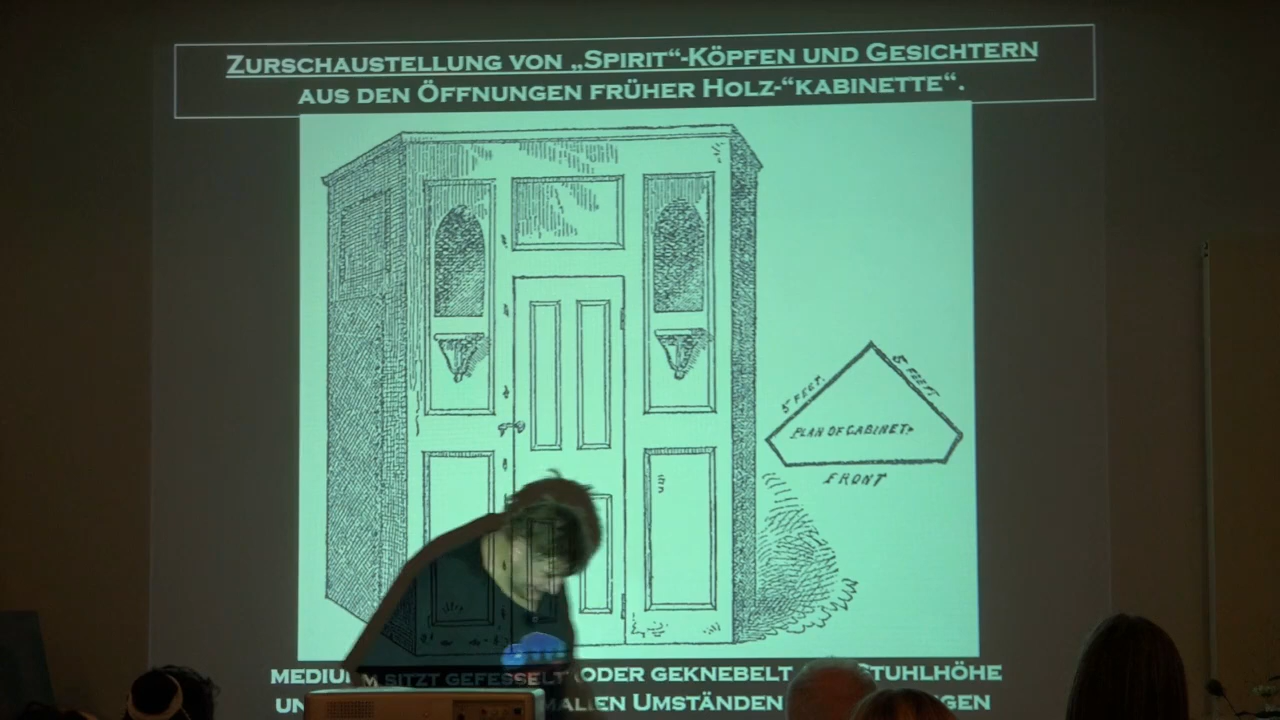 ZURSCHAUSTELLUNG VON „SPIRIT“-KÖPFEN UND GESICHTERN
AUS DEN ÖFFNUNGEN FRÜHER HOLZ-“KABINETTE“.
5 FEET.
5 FEET.
PLAN OF CABINET.
FRONT
MEDIUM SITZT GEFESSELT ODER GEKNEBELT STUHLHÖHE
UMSTÄNDEN